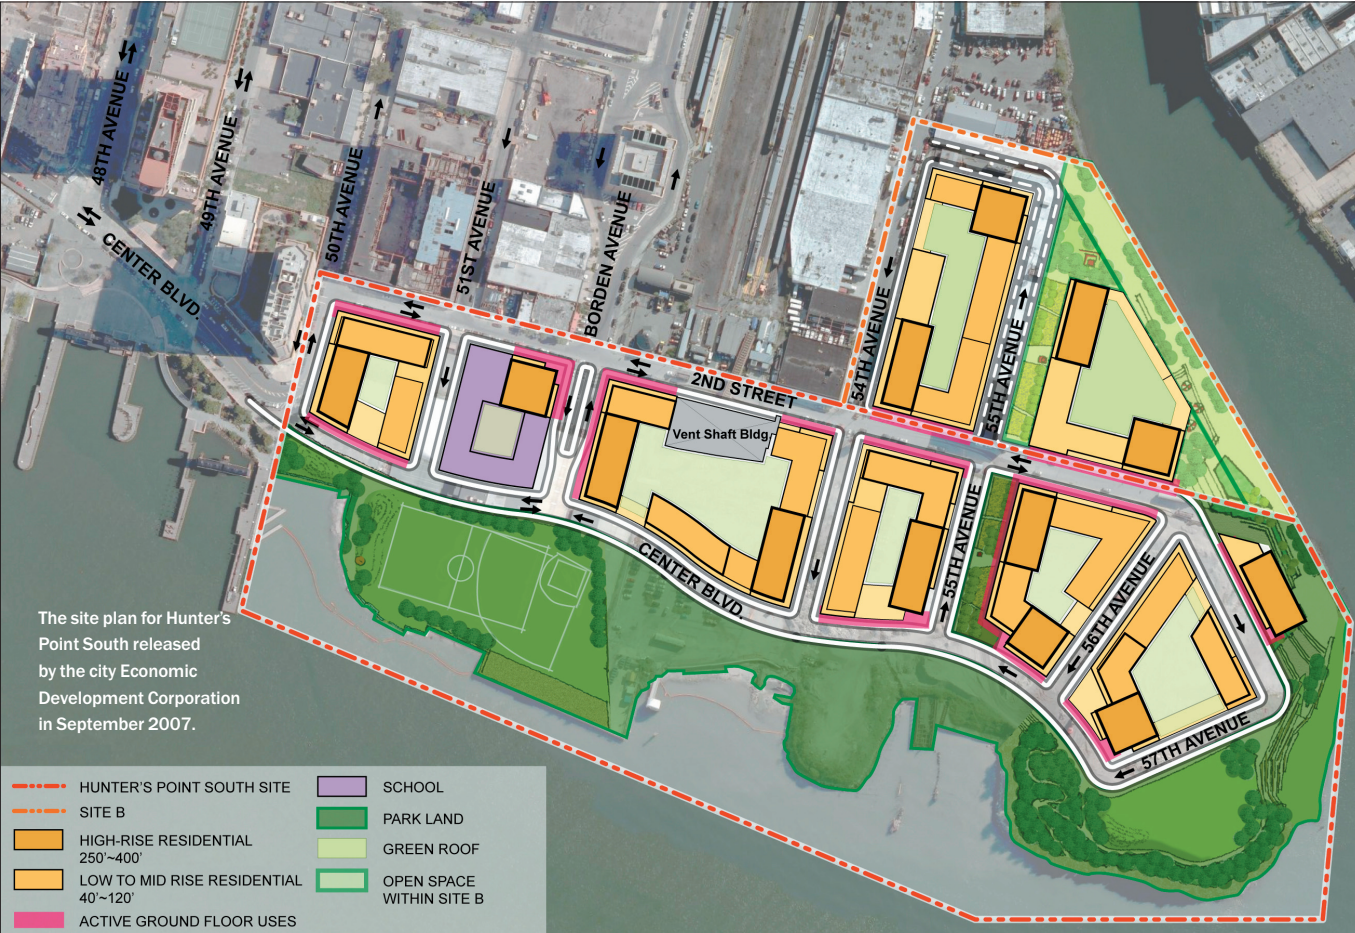 48TH AVENUE
49TH AVENUE
50TH AVENUE
51ST AVENUE
BORDEN AVENUE
CENTER BLVD.
54TH AVENUE
55TH AVENUE
2ND STREET
Vent Shaft Bldg.
55TH AVENUE
CENTER BLVD.
56TH AVENUE
57TH AVENUE
The site plan for Hunter's
Point South released
by the city Economic
Development Corporation
in September 2007.
HUNTER'S POINT SOUTH SITE
SITE B
HIGH-RISE RESIDENTIAL
250'~400'
LOW TO MID RISE RESIDENTIAL
40'~120'
ACTIVE GROUND FLOOR USES
SCHOOL
PARK LAND
GREEN ROOF
OPEN SPACE
WITHIN SITE B